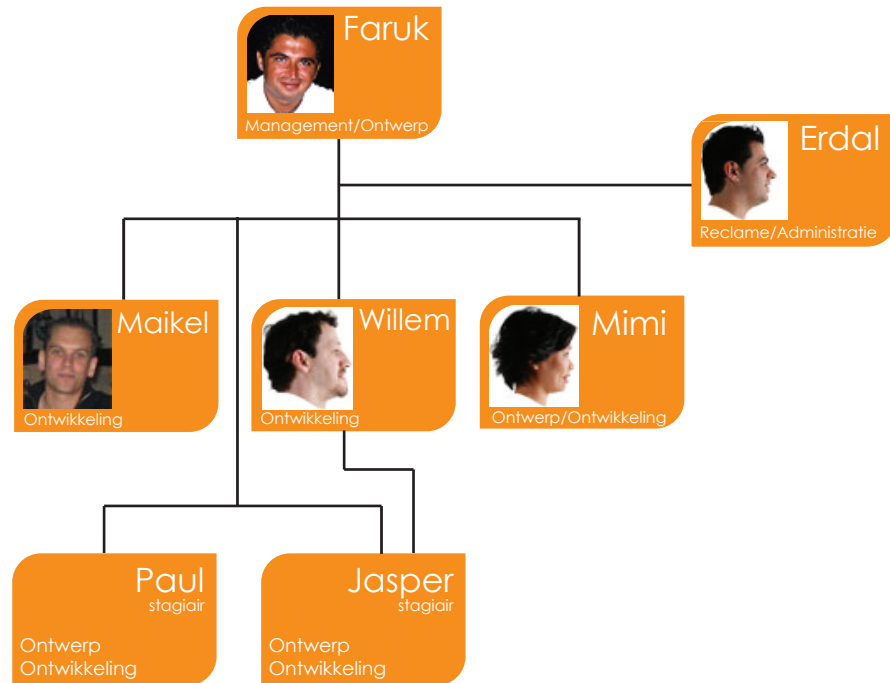 Faruk
Management/Ontwerp
Erdal
Reclame/Administratie
Maikel
Ontwikkeling
Willem
Ontwikkeling
Mimi
Ontwerp/Ontwikkeling
Paul
stagiair
Ontwerp
Ontwikkeling
Jasper
stagiair
Ontwerp
Ontwikkeling